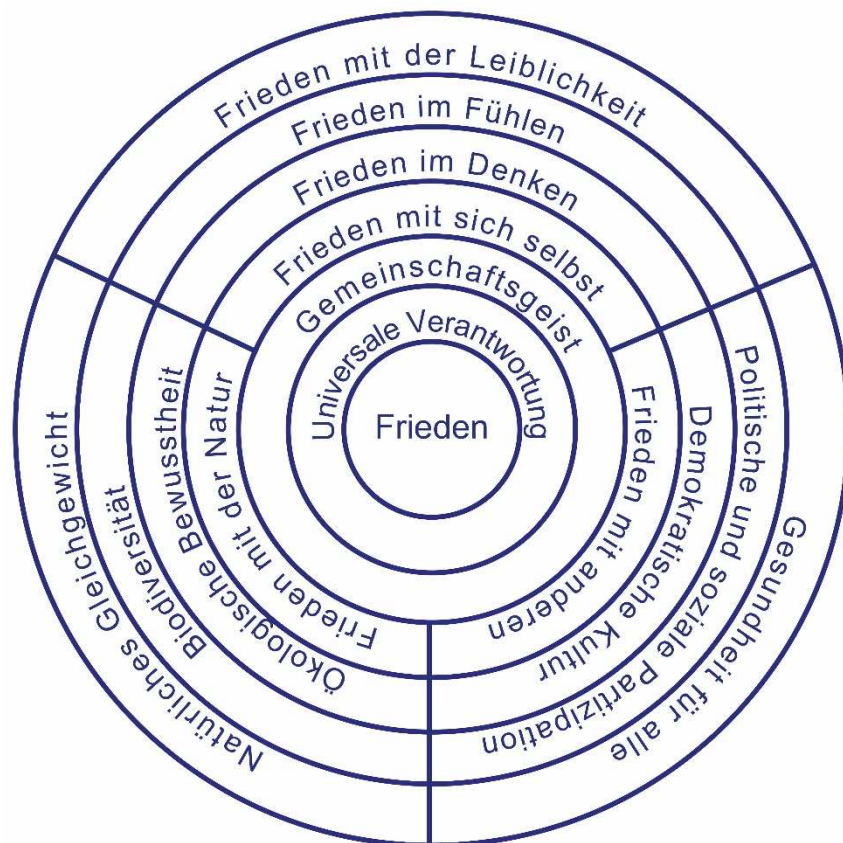 Frieden mit der Leiblichkeit
Frieden im Fühlen
Frieden im Denken
Frieden mit sich selbst
Gemeinschaftsgeist
Universale Verantwortung
Frieden
Frieden mit anderen
Demokratische Kultur
Politische und soziale Partizipation
Gesundheit für alle
Frieden mit der Natur
Ökologische Bewusstheit
Biodiversität
Natürliches Gleichgewicht